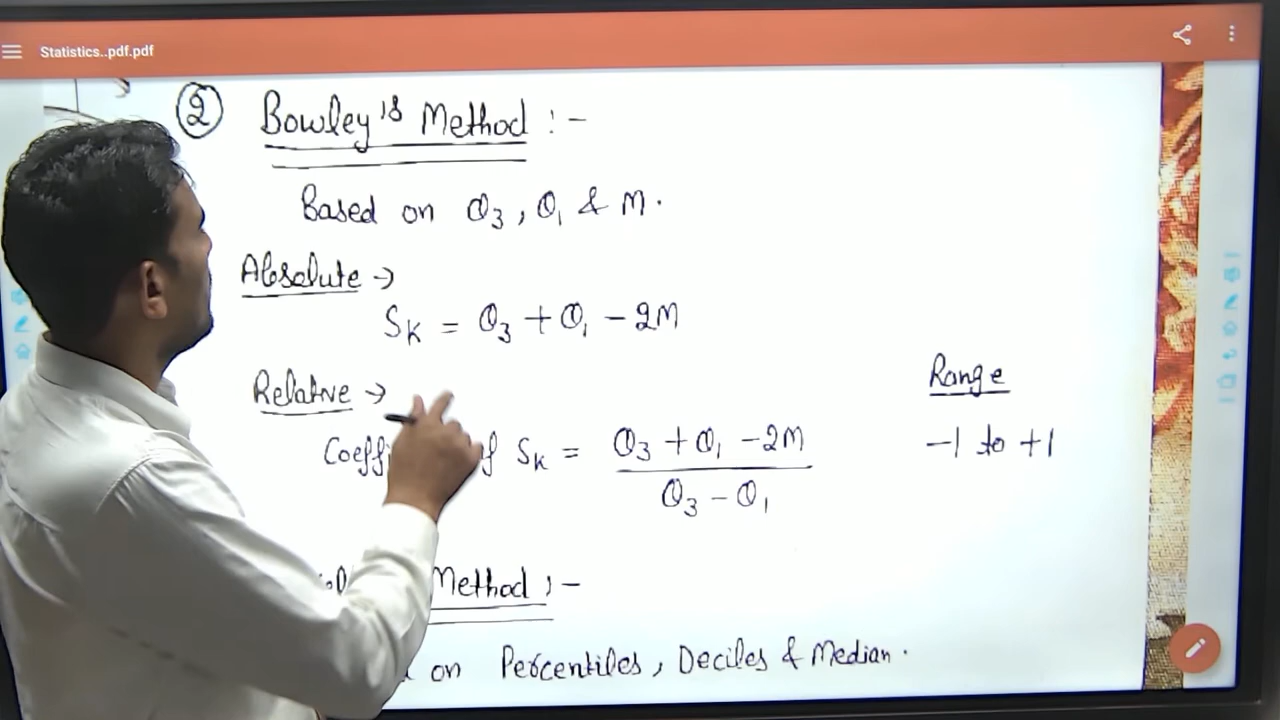 Statistics..pdf.pdf
② Bowley's Method :-
Based on Q3, Q1 & M.
Absolute →
SK = Q3 + Q1 - 2M
Relative →
SK = Q3 + Q1 - 2M / Q3 - Q1
Range
-1 to +1
Method :-
on Percentiles, Deciles & Median.